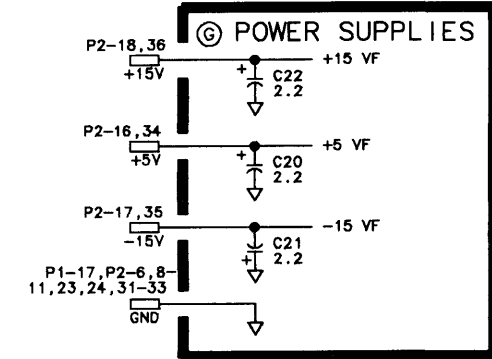 G POWER SUPPLIES
P2-18,36
+15V
+15 VF
+
C22
2.2
P2-16,34
+5V
+5 VF
+
C20
2.2
P2-17,35
-15V
-15 VF
C21
+
2.2
P1-17,P2-6,8-
11,23,24,31-33
GND